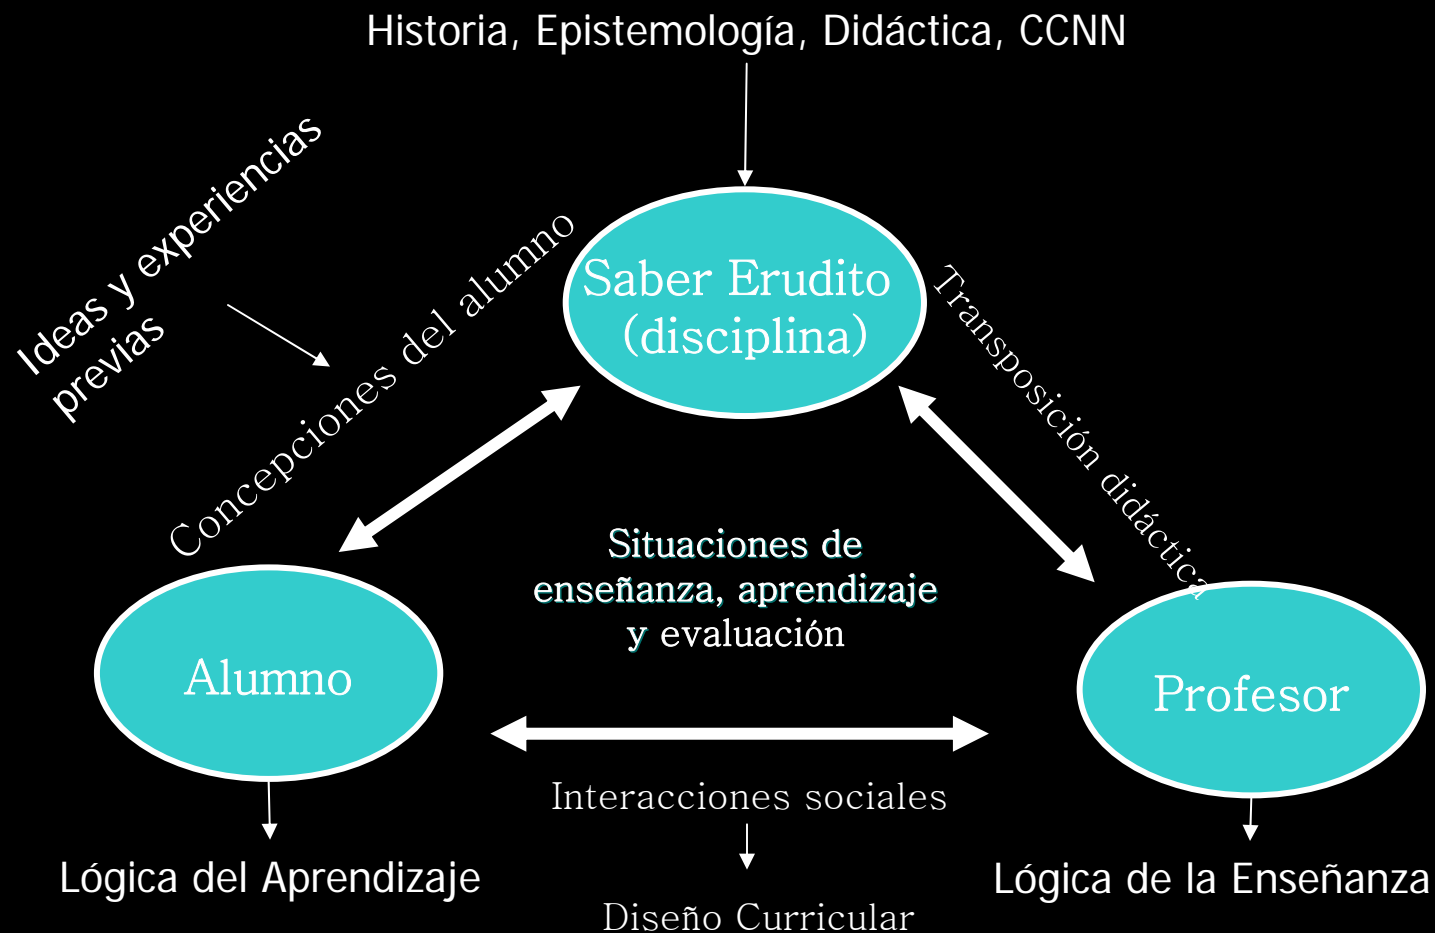 Historia, Epistemología, Didáctica, CCNN
Ideas y experiencias
previas
Concepciones del alumno
Saber Erudito
(disciplina)
Transposición didáctica
Situaciones de
enseñanza, aprendizaje
y evaluación
Alumno
Profesor
Interacciones sociales
Lógica del Aprendizaje
Lógica de la Enseñanza
Diseño Curricular